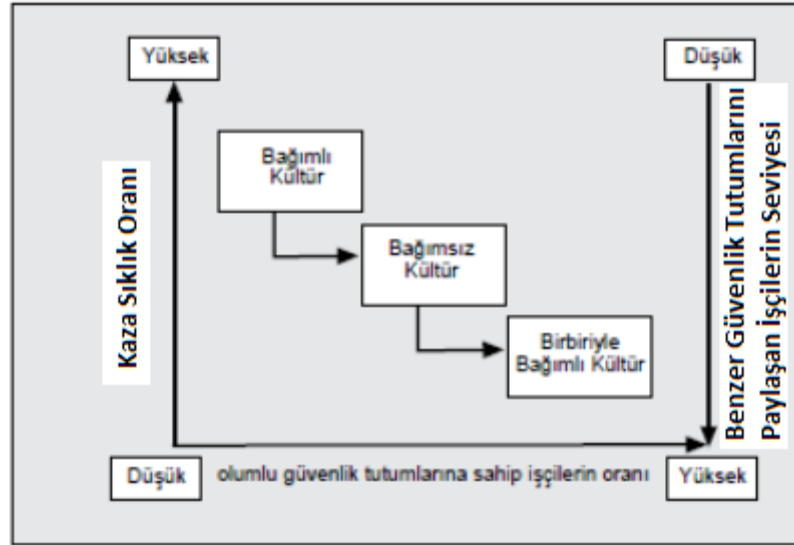 Yüksek
Düşük
Kaza Sıklık Oranı
Bağımlı
Kültür
Bağımsız
Kültür
Birbiriyle
Bağımlı Kültür
Benzer Güvenlik Tutumlarını
Paylaşan İşçilerin Seviyesi
Düşük
olumlu güvenlik tutumlarına sahip işçilerin oranı
Yüksek